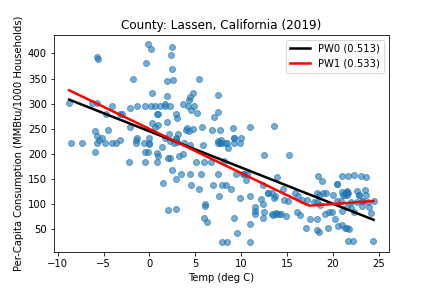 County: Lassen, California (2019)
Per-Capita Consumption (MMBtu/1000 Households)
400
350
300
250
200
150
100
50
PW0 (0.513)
PW1 (0.533)
−10 −5 0 5 10 15 20 25
Temp (deg C)